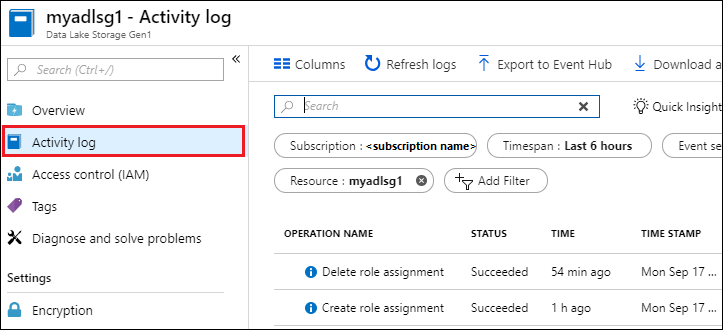 myadlsg1 - Activity log
Data Lake Storage Gen1
«
Search (Ctrl+/)
Overview
Activity log
Access control (IAM)
Tags
Diagnose and solve problems
Settings
Encryption
Columns Refresh logs Export to Event Hub Download a
Search
Quick Insight
Subscription : <subscription name> Timespan : Last 6 hours Event se
Resource : myadlsg1 Add Filter
OPERATION NAME STATUS TIME TIME STAMP
Delete role assignment Succeeded 54 min ago Mon Sep 17 ...
Create role assignment Succeeded 1 h ago Mon Sep 17 ...